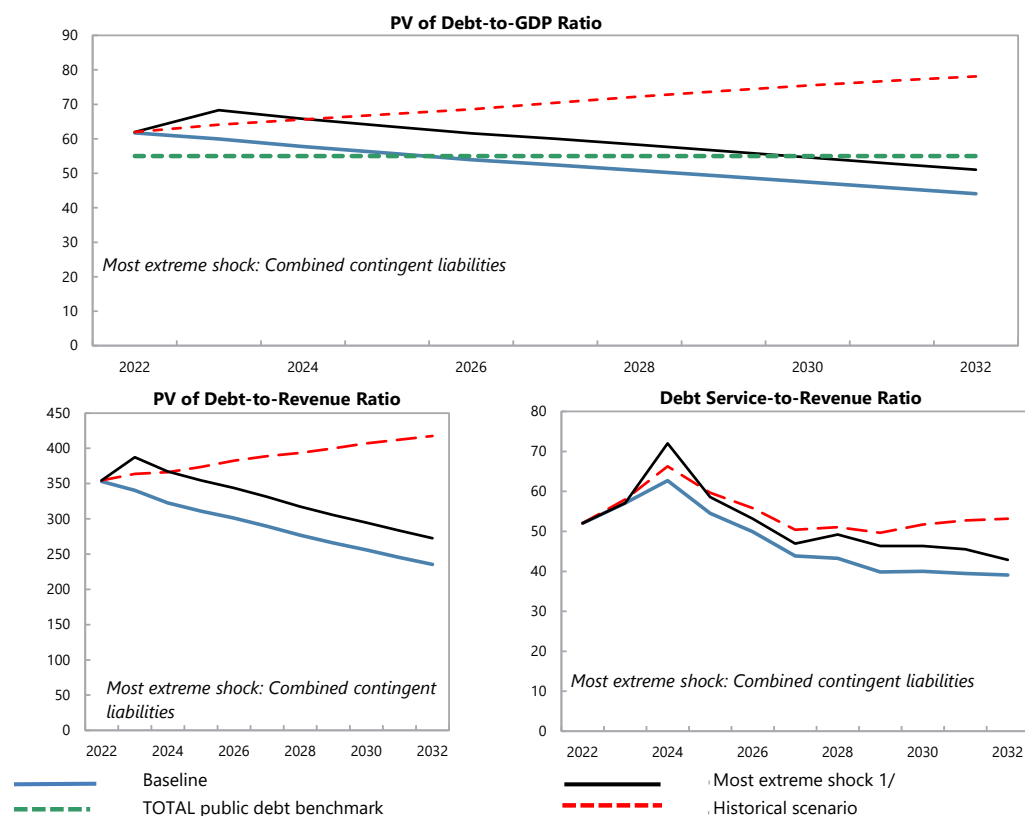 PV of Debt-to-GDP Ratio
90
80
70
60
50
40
30
20
10
0
Most extreme shock: Combined contingent liabilities
2022 2024 2026 2028 2030 2032
PV of Debt-to-Revenue Ratio
450
400
350
300
250
200
150
100
50
0
Most extreme shock: Combined contingent
liabilities
2022 2024 2026 2028 2030 2032
Debt Service-to-Revenue Ratio
80
70
60
50
40
30
20
10
0
Most extreme shock: Combined contingent liabilities
2022 2024 2026 2028 2030 2032
Baseline
Most extreme shock 1/
TOTAL public debt benchmark
Historical scenario